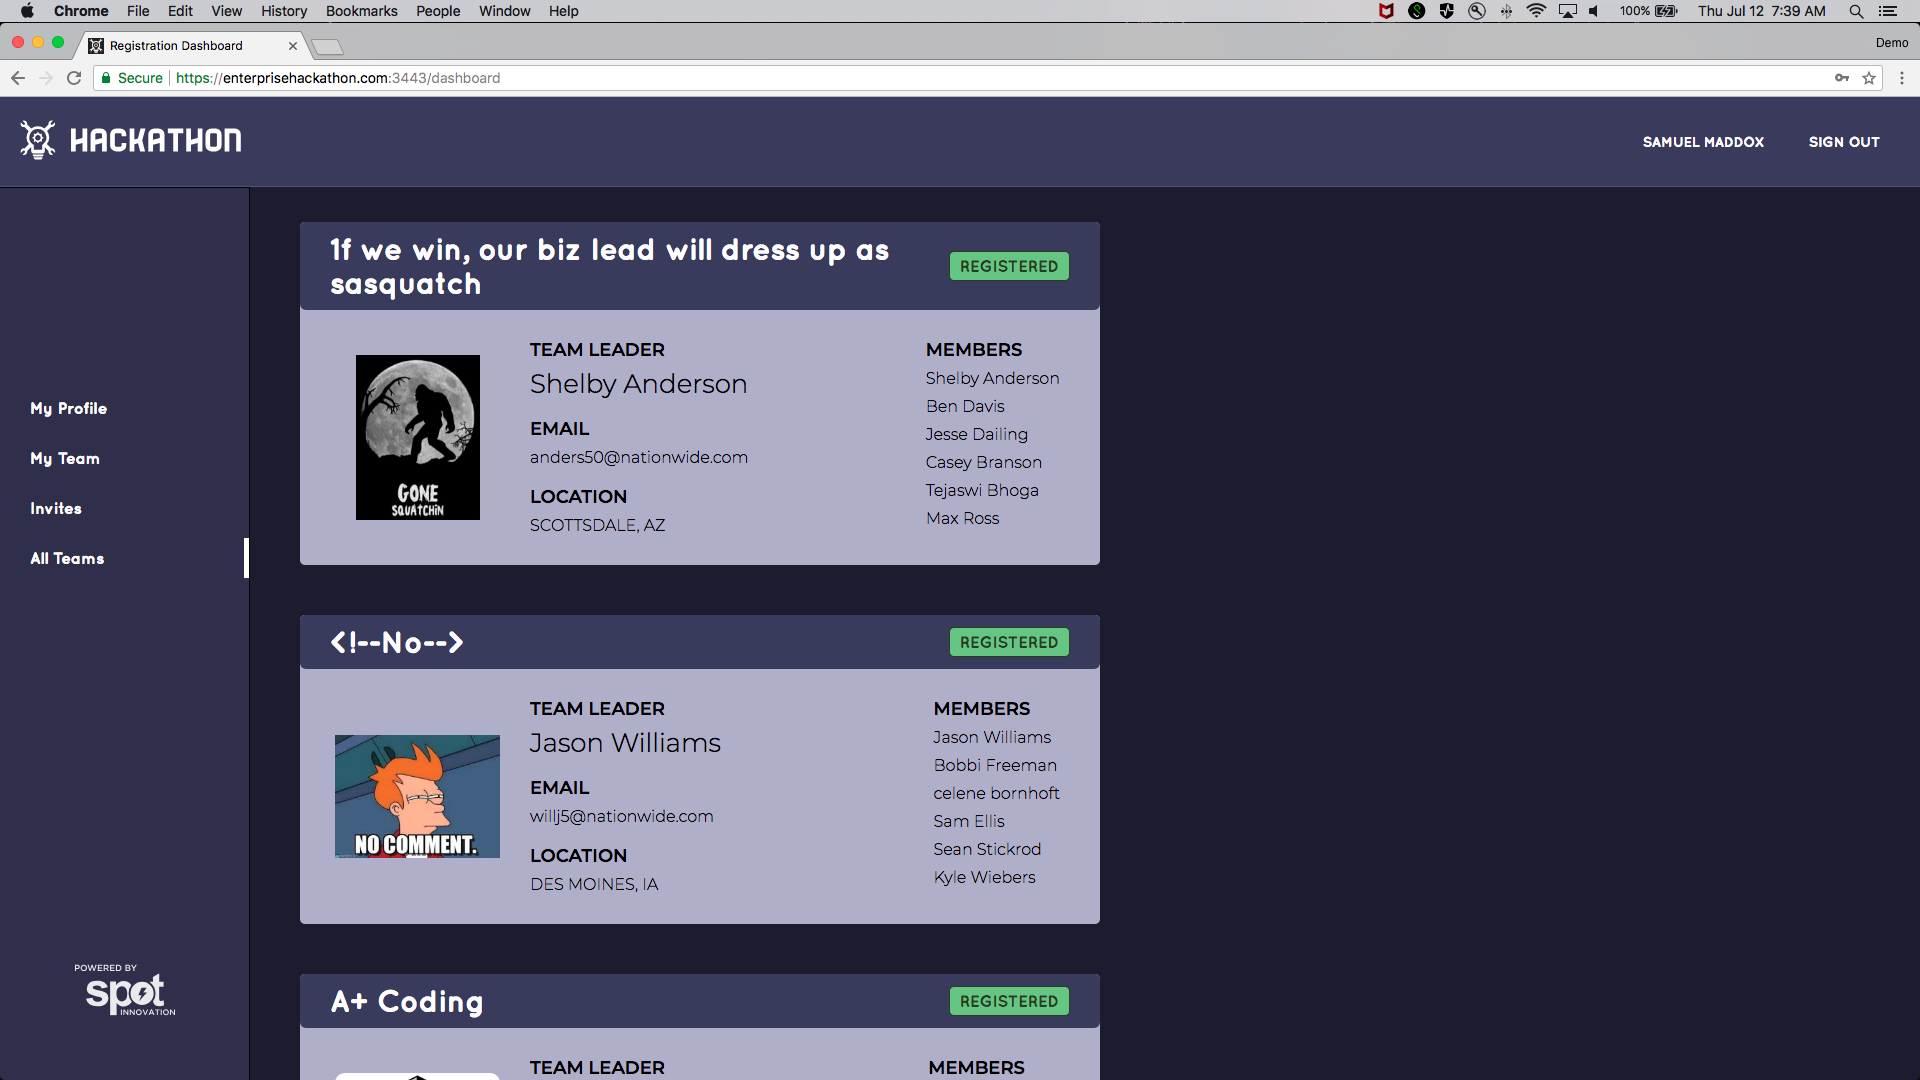 Chrome File Edit View History Bookmarks People Window Help 100% Thu Jul 12 7:39 AM
Registration Dashboard
Demo
Secure https://enterprisehackathon.com:3443/dashboard
HACKATHON
SAMUEL MADDOX SIGN OUT
My Profile
My Team
Invites
All Teams
POWERED BY
spot
INNOVATION
1f we win, our biz lead will dress up as
sasquatch
REGISTERED
GONE
SQUATCHIN
TEAM LEADER
Shelby Anderson
EMAIL
anders50@nationwide.com
LOCATION
SCOTTSDALE, AZ
MEMBERS
Shelby Anderson
Ben Davis
Jesse Dailing
Casey Branson
Tejaswi Bhoga
Max Ross
<!--No-->
REGISTERED
NO COMMENT.
TEAM LEADER
Jason Williams
EMAIL
willj5@nationwide.com
LOCATION
DES MOINES, IA
MEMBERS
Jason Williams
Bobbi Freeman
celene bornhoft
Sam Ellis
Sean Stickrod
Kyle Wiebers
A+ Coding
REGISTERED
TEAM LEADER
MEMBERS